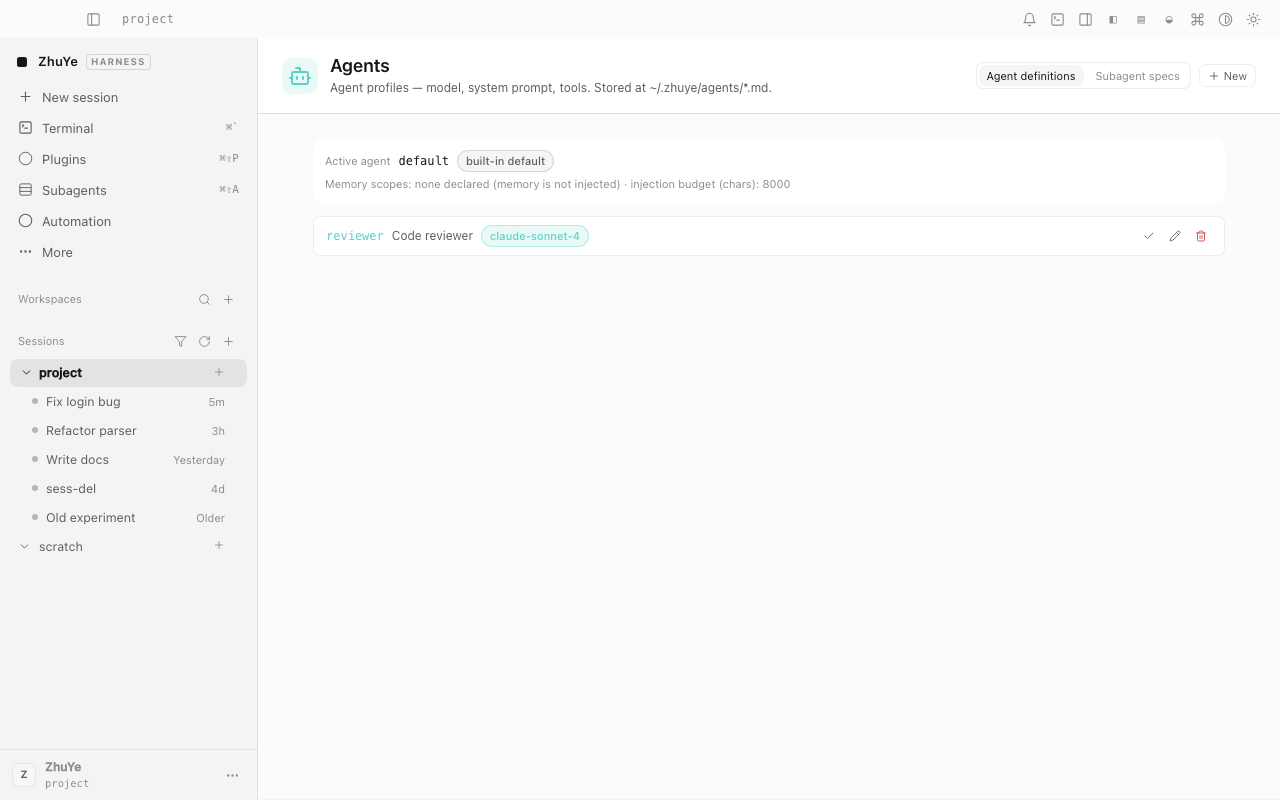 project
ZhuYe HARNESS
New session
Terminal ⌘`
Plugins ⌘⇧P
Subagents ⌘⇧A
Automation
More
Workspaces
Sessions
project
Fix login bug 5m
Refactor parser 3h
Write docs Yesterday
sess-del 4d
Old experiment Older
scratch
Z
ZhuYe
project
Agents
Agent profiles — model, system prompt, tools. Stored at ~/.zhuye/agents/*.md.
Agent definitions Subagent specs New
Active agent default built-in default
Memory scopes: none declared (memory is not injected) · injection budget (chars): 8000
reviewer Code reviewer claude-sonnet-4